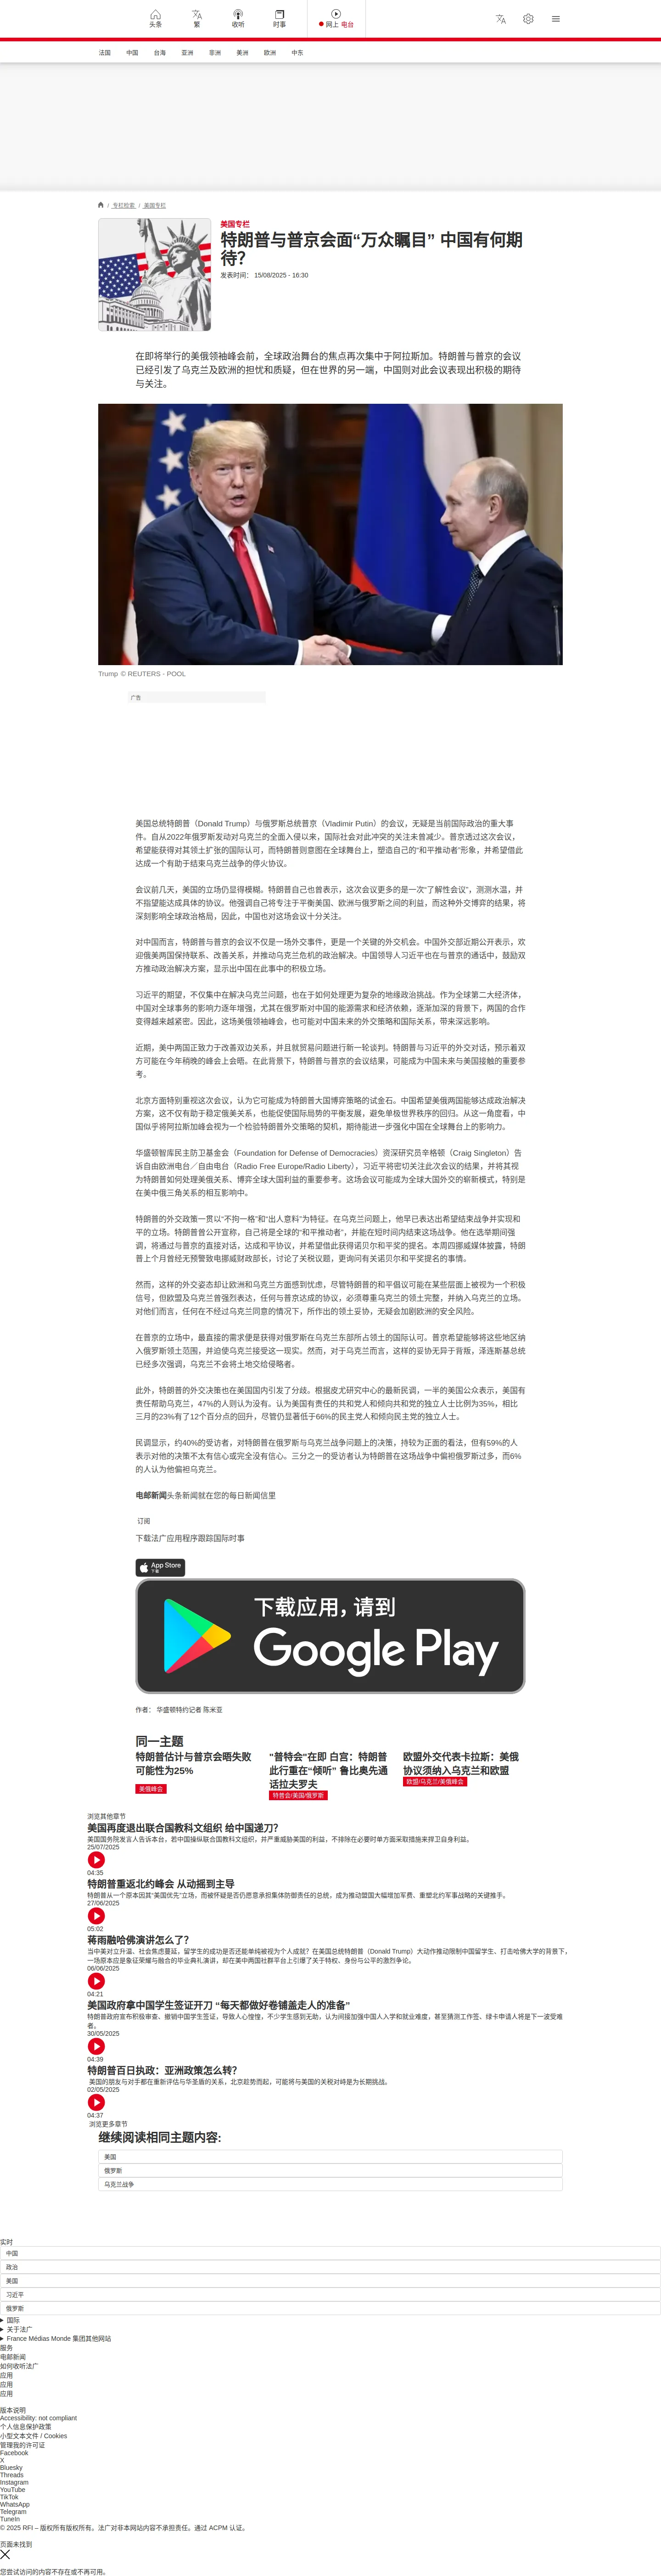 头条
繁
收听
时事
网上 电台
法国
中国
台海
亚洲
非洲
美洲
欧洲
中东
/ 专栏检索 / 美国专栏
美国专栏
特朗普与普京会面“万众瞩目” 中国有何期
待？
发表时间： 15/08/2025 - 16:30
在即将举行的美俄领袖峰会前，全球政治舞台的焦点再次集中于阿拉斯加。特朗普与普京的会议
已经引发了乌克兰及欧洲的担忧和质疑，但在世界的另一端，中国则对此会议表现出积极的期待
与关注。
Trump © REUTERS - POOL
广告
美国总统特朗普（Donald Trump）与俄罗斯总统普京（Vladimir Putin）的会议，无疑是当前国际政治的重大事
件。自从2022年俄罗斯发动对乌克兰的全面入侵以来，国际社会对此冲突的关注未曾减少。普京透过这次会议，
希望能获得对其领土扩张的国际认可，而特朗普则意图在全球舞台上，塑造自己的“和平推动者”形象，并希望借此
达成一个有助于结束乌克兰战争的停火协议。
会议前几天，美国的立场仍显得模糊。特朗普自己也曾表示，这次会议更多的是一次“了解性会议”，测测水温，并
不指望能达成具体的协议。他强调自己将专注于平衡美国、欧洲与俄罗斯之间的利益，而这种外交博弈的结果，将
深刻影响全球政治格局，因此，中国也对这场会议十分关注。
对中国而言，特朗普与普京的会议不仅是一场外交事件，更是一个关键的外交机会。中国外交部近期公开表示，欢
迎俄美两国保持联系、改善关系，并推动乌克兰危机的政治解决。中国领导人习近平也在与普京的通话中，鼓励双
方推动政治解决方案，显示出中国在此事中的积极立场。
习近平的期望，不仅集中在解决乌克兰问题，也在于如何处理更为复杂的地缘政治挑战。作为全球第二大经济体，
中国对全球事务的影响力逐年增强，尤其在俄罗斯对中国的能源需求和经济依赖，逐渐加深的背景下，两国的合作
变得越来越紧密。因此，这场美俄领袖峰会，也可能对中国未来的外交策略和国际关系，带来深远影响。
近期，美中两国正致力于改善双边关系，并且就贸易问题进行新一轮谈判。特朗普与习近平的外交对话，预示着双
方可能在今年稍晚的峰会上会晤。在此背景下，特朗普与普京的会议结果，可能成为中国未来与美国接触的重要参
考。
北京方面特别重视这次会议，认为它可能成为特朗普大国博弈策略的试金石。中国希望美俄两国能够达成政治解决
方案，这不仅有助于稳定俄美关系，也能促使国际局势的平衡发展，避免单极世界秩序的回归。从这一角度看，中
国似乎将阿拉斯加峰会视为一个检验特朗普外交策略的契机，期待能进一步强化中国在全球舞台上的影响力。
华盛顿智库民主防卫基金会（Foundation for Defense of Democracies）资深研究员辛格顿（Craig Singleton）告
诉自由欧洲电台／自由电台（Radio Free Europe/Radio Liberty），习近平将密切关注此次会议的结果，并将其视
为特朗普如何处理美俄关系、博弈全球大国利益的重要参考。这场会议可能成为全球大国外交的崭新模式，特别是
在美中俄三角关系的相互影响中。
特朗普的外交政策一贯以“不拘一格”和“出人意料”为特征。在乌克兰问题上，他早已表达出希望结束战争并实现和
平的立场。特朗普曾公开宣称，自己将是全球的“和平推动者”，并能在短时间内结束这场战争。他在选举期间强
调，将通过与普京的直接对话，达成和平协议，并希望借此获得诺贝尔和平奖的提名。本周四挪威媒体披露，特朗
普上个月曾经无预警致电挪威财政部长，讨论了关税议题，更询问有关诺贝尔和平奖提名的事情。
然而，这样的外交姿态却让欧洲和乌克兰方面感到忧虑，尽管特朗普的和平倡议可能在某些层面上被视为一个积极
信号，但欧盟及乌克兰曾强烈表达，任何与普京达成的协议，必须尊重乌克兰的领土完整，并纳入乌克兰的立场。
对他们而言，任何在不经过乌克兰同意的情况下，所作出的领土妥协，无疑会加剧欧洲的安全风险。
在普京的立场中，最直接的需求便是获得对俄罗斯在乌克兰东部所占领土的国际认可。普京希望能够将这些地区纳
入俄罗斯领土范围，并迫使乌克兰接受这一现实。然而，对于乌克兰而言，这样的妥协无异于背叛，泽连斯基总统
已经多次强调，乌克兰不会将土地交给侵略者。
此外，特朗普的外交决策也在美国国内引发了分歧。根据皮尤研究中心的最新民调，一半的美国公众表示，美国有
责任帮助乌克兰，47%的人则认为没有。认为美国有责任的共和党人和倾向共和党的独立人士比例为35%，相比
三月的23%有了12个百分点的回升，尽管仍显著低于66%的民主党人和倾向民主党的独立人士。
民调显示，约40%的受访者，对特朗普在俄罗斯与乌克兰战争问题上的决策，持较为正面的看法，但有59%的人
表示对他的决策不太有信心或完全没有信心。三分之一的受访者认为特朗普在这场战争中偏袒俄罗斯过多，而6%
的人认为他偏袒乌克兰。
电邮新闻头条新闻就在您的每日新闻信里
订阅
下载法广应用程序跟踪国际时事
App Store
下载
下载应用，请到
Google Play
作者： 华盛顿特约记者 陈米亚
同一主题
特朗普估计与普京会晤失败
可能性为25%
美俄峰会
"普特会"在即 白宫：特朗普
此行重在“倾听” 鲁比奥先通
话拉夫罗夫
特普会/美国/俄罗斯
欧盟外交代表卡拉斯：美俄
协议须纳入乌克兰和欧盟
欧盟/乌克兰/美俄峰会
浏览其他章节
美国再度退出联合国教科文组织 给中国递刀？
美国国务院发言人告诉本台，若中国操纵联合国教科文组织，并严重威胁美国的利益，不排除在必要时单方面采取措施来捍卫自身利益。
25/07/2025
04:35
特朗普重返北约峰会 从动摇到主导
特朗普从一个原本因其“美国优先”立场，而被怀疑是否仍愿意承担集体防御责任的总统，成为推动盟国大幅增加军费、重塑北约军事战略的关键推手。
27/06/2025
05:02
蒋雨融哈佛演讲怎么了？
当中美对立升温、社会焦虑蔓延，留学生的成功是否还能单纯被视为个人成就？在美国总统特朗普（Donald Trump）大动作推动限制中国留学生、打击哈佛大学的背景下，
一场原本应是象征荣耀与融合的毕业典礼演讲，却在美中两国社群平台上引爆了关于特权、身份与公平的激烈争论。
06/06/2025
04:21
美国政府拿中国学生签证开刀 “每天都做好卷铺盖走人的准备”
特朗普政府宣布积极审查、撤销中国学生签证，导致人心惶惶，不少学生感到无助，认为间接加强中国人入学和就业难度，甚至猜测工作签、绿卡申请人将是下一波受难
者。
30/05/2025
04:39
特朗普百日执政：亚洲政策怎么转？
美国的朋友与对手都在重新评估与华圣盾的关系，北京趁势而起，可能将与美国的关税对峙是为长期挑战。
02/05/2025
04:37
浏览更多章节
继续阅读相同主题内容:
美国
俄罗斯
马克兰战争
实时
中国
政治
美国
习近平
俄罗斯
国际
关于法广
France Médias Monde 集团其他网站
服务
电邮新闻
如何收听法广
应用
应用
应用
版本说明
Accessibility: not compliant
个人信息保护政策
小型文本文件 / Cookies
管理我的许可证
Facebook
X
Bluesky
Threads
Instagram
YouTube
TikTok
WhatsApp
Telegram
TuneIn
© 2025 RFI – 版权所有版权所有。法广对非本网站内容不承担责任。通过 ACPM 认证。
页面未找到
您尝试访问的内容不存在或不再可用。